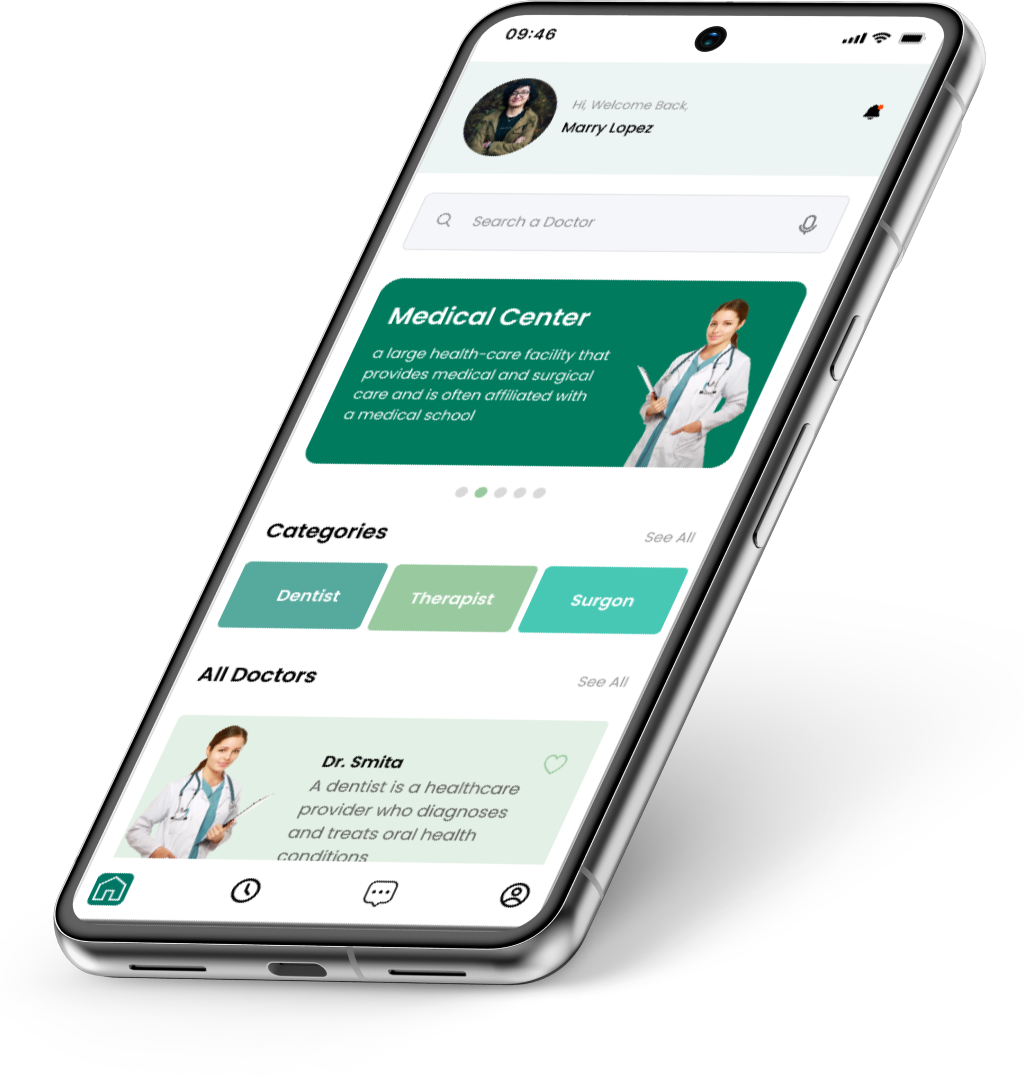 09:46
Hi, Welcome Back,
Marry Lopez
Search a Doctor
Medical Center
a large health-care facility that
provides medical and surgical
care and is often affiliated with
a medical school
Categories
See All
Dentist
Therapist
Surgon
All Doctors
See All
Dr. Smita
A dentist is a healthcare
provider who diagnoses
and treats oral health
conditions